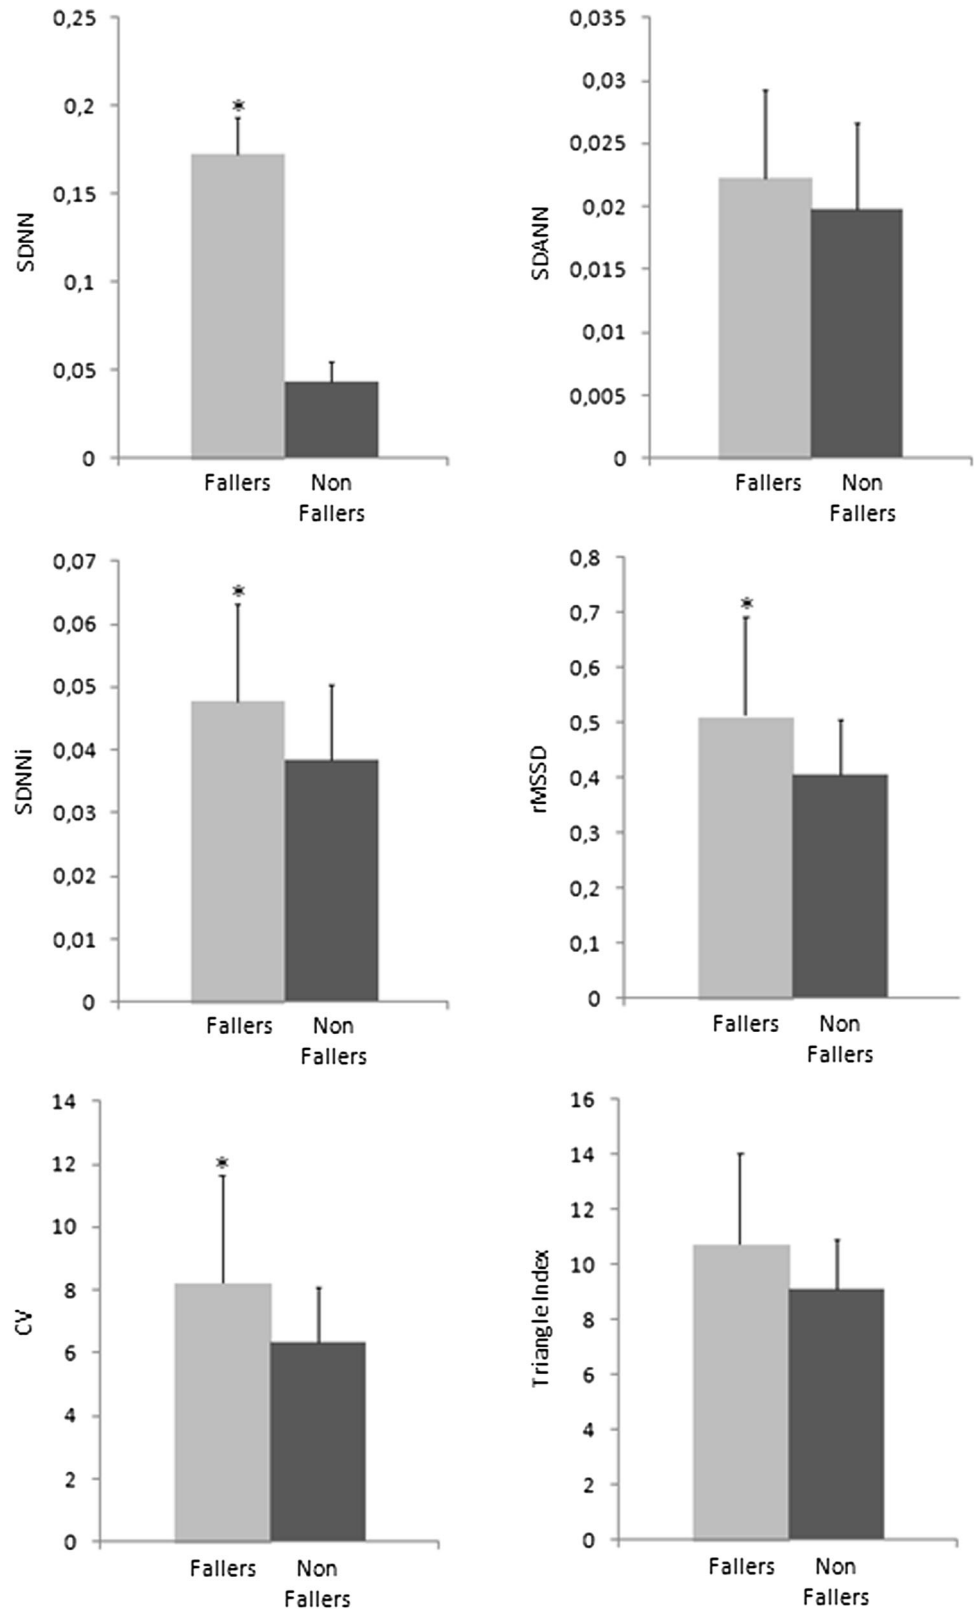 0,25
0,2
*
0,15
0,1
0,05
0
SDNN
Fallers Non
Fallers
0,035
0,03
0,025
0,02
0,015
0,01
0,005
0
SDANN
Fallers Non
Fallers
0,07
*
0,06
0,05
0,04
0,03
0,02
0,01
0
SDNNi
Fallers Non
Fallers
0,8
*
0,7
0,6
0,5
0,4
0,3
0,2
0,1
0
rMSSD
Fallers Non
Fallers
14
*
12
10
8
6
4
2
0
CV
Fallers Non
Fallers
16
14
12
10
8
6
4
2
0
Triangle Index
Fallers Non
Fallers